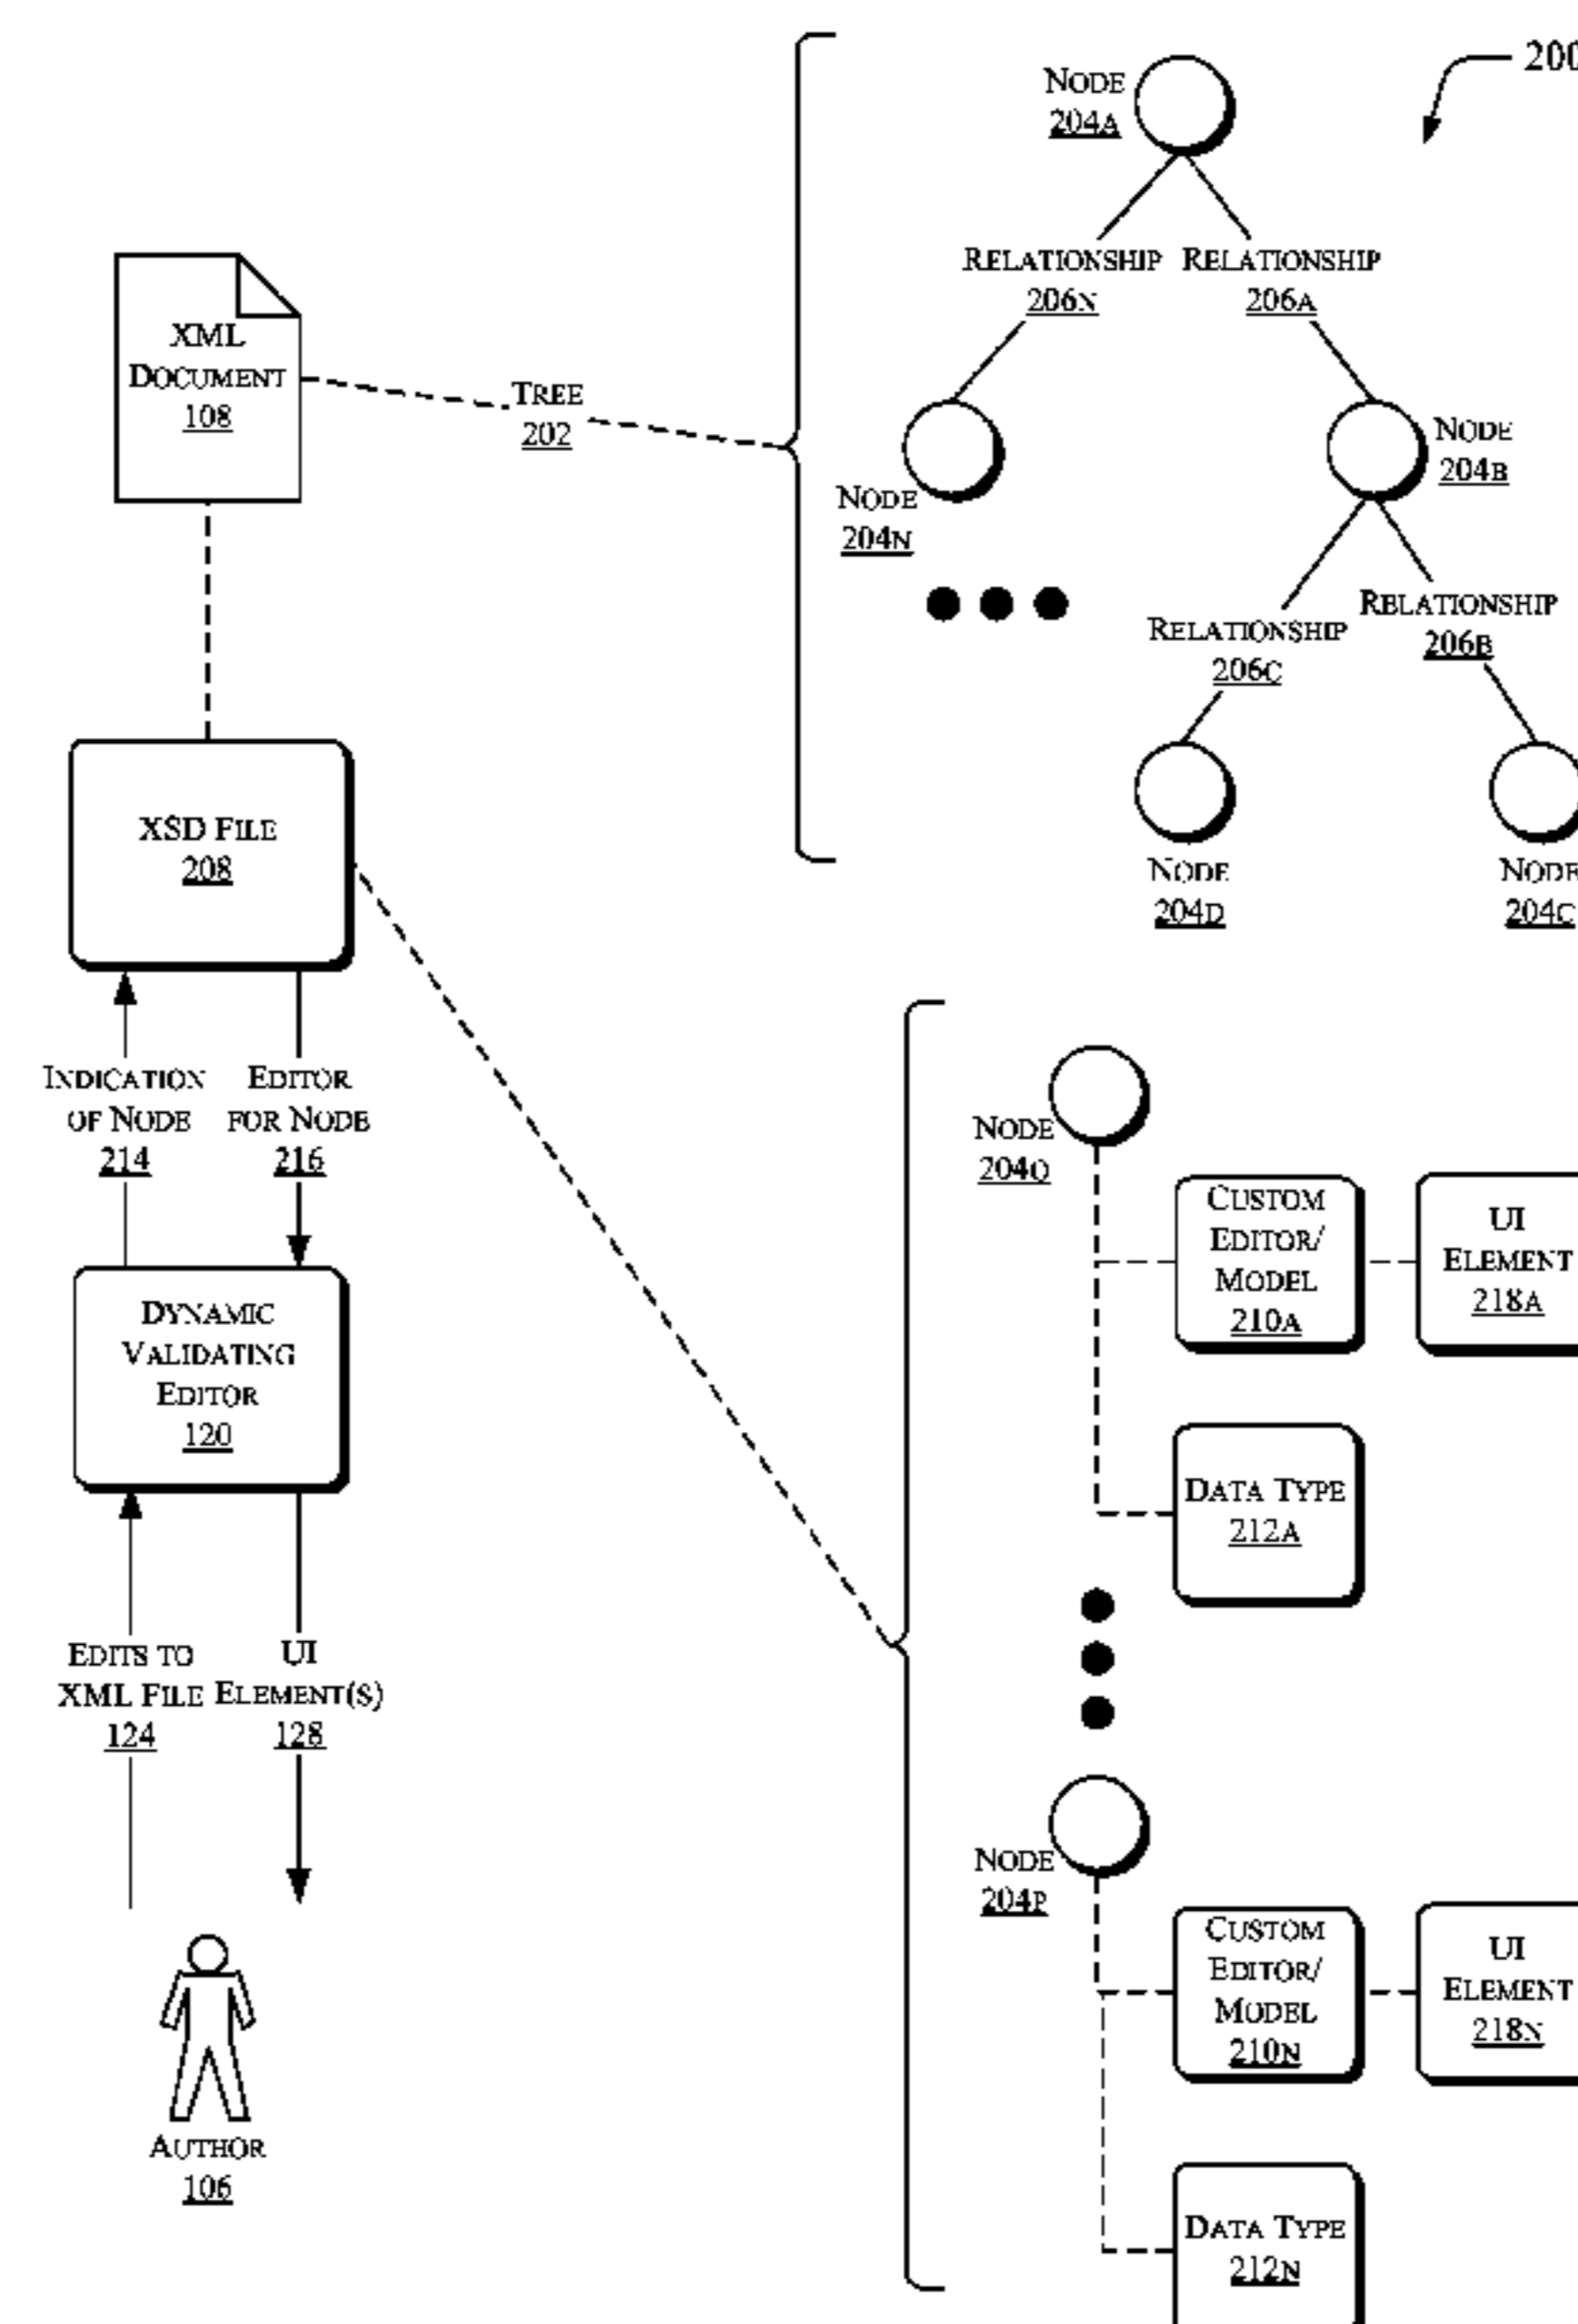 200
NODE
204A
RELATIONSHIP
206N
RELATIONSHIP
206A
XML
DOCUMENT
108
TREE
202
NODE
204N
NODE
204B
RELATIONSHIP
206C
RELATIONSHIP
206B
NODE
204D
NODE
204C
XSD FILE
208
INDICATION
OF NODE
214
EDITOR
FOR NODE
216
DYNAMIC
VALIDATING
EDITOR
120
EDITS TO
XML FILE
124
UI
ELEMENT(S)
128
AUTHOR
106
NODE
204O
CUSTOM
EDITOR/
MODEL
210A
UI
ELEMENT
218A
DATA TYPE
212A
NODE
204P
CUSTOM
EDITOR/
MODEL
210N
UI
ELEMENT
218N
DATA TYPE
212N